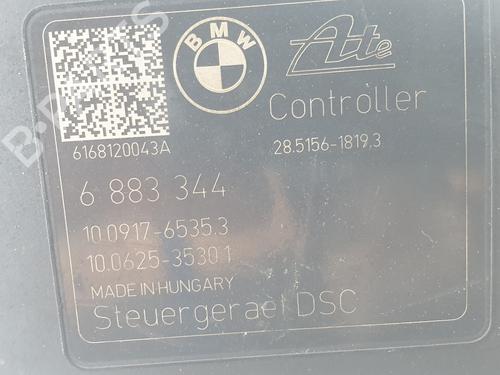 BMW
Ate
Controller
6168120043A
28.5156-1819.3
6 883 344
10.0917-6535.3
10.0625-3530.1
MADE IN HUNGARY
Steuergeraet DSC